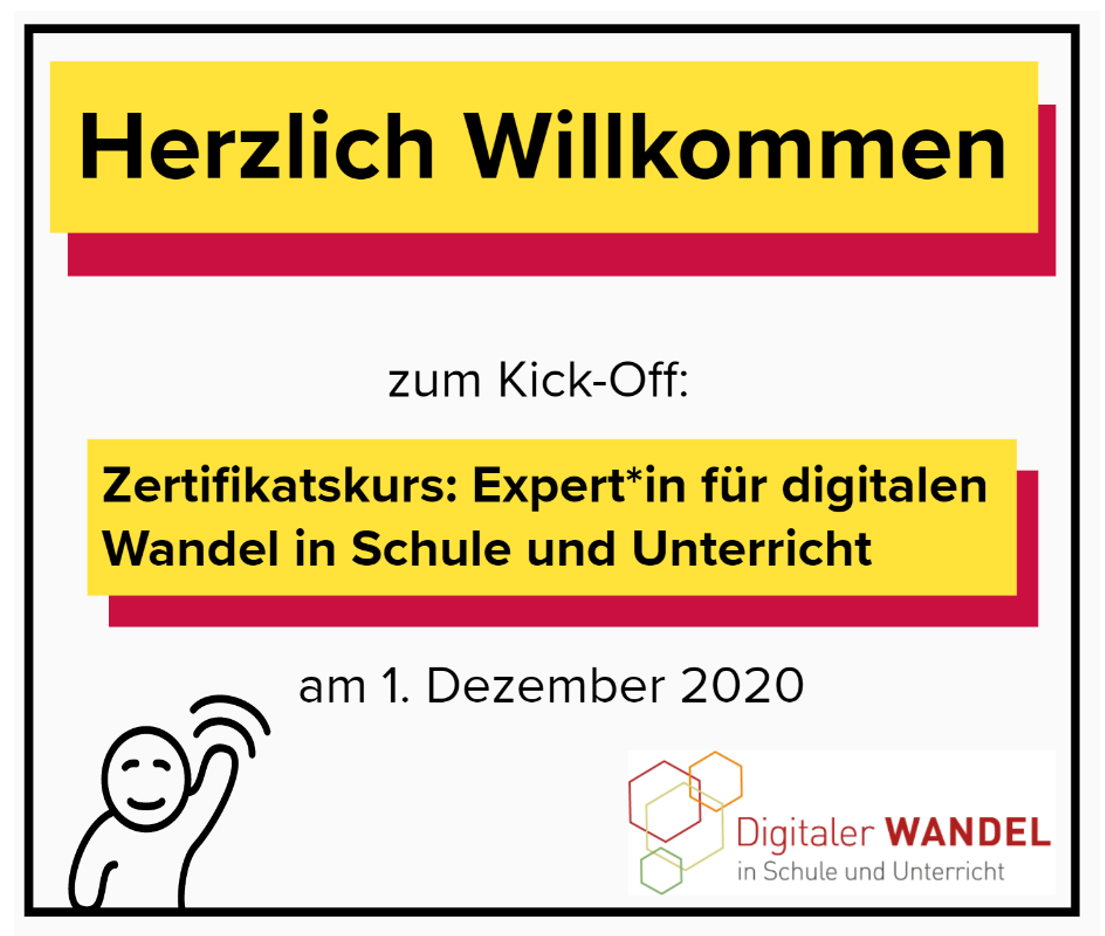 Herzlich Willkommen
zum Kick-Off:
Zertifikatskurs: Expert*in für digitalen
Wandel in Schule und Unterricht
am 1. Dezember 2020
Digitaler WANDEL
in Schule und Unterricht